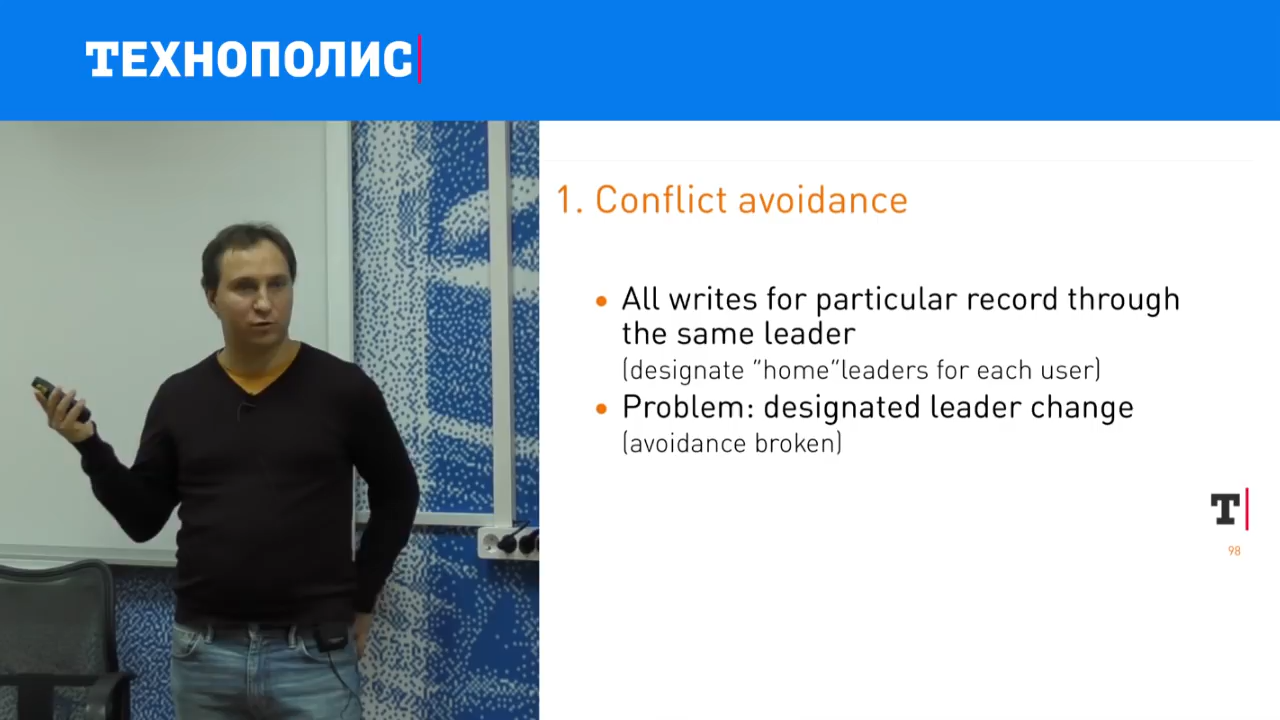 ТЕХНОПОЛИС
1. Conflict avoidance
• All writes for particular record through
the same leader
(designate "home"leaders for each user)
• Problem: designated leader change
(avoidance broken)
T
98